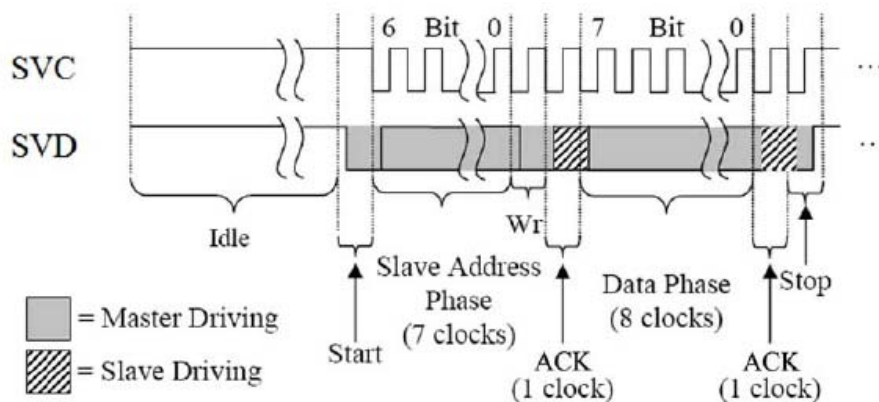 6 Bit 0 7 Bit 0
SVC ...
SVD ...
Idle
Wr
Slave Address
Phase
(7 clocks)
Data Phase
(8 clocks)
Stop
= Master Driving
= Slave Driving
Start
ACK
(1 clock)
ACK
(1 clock)